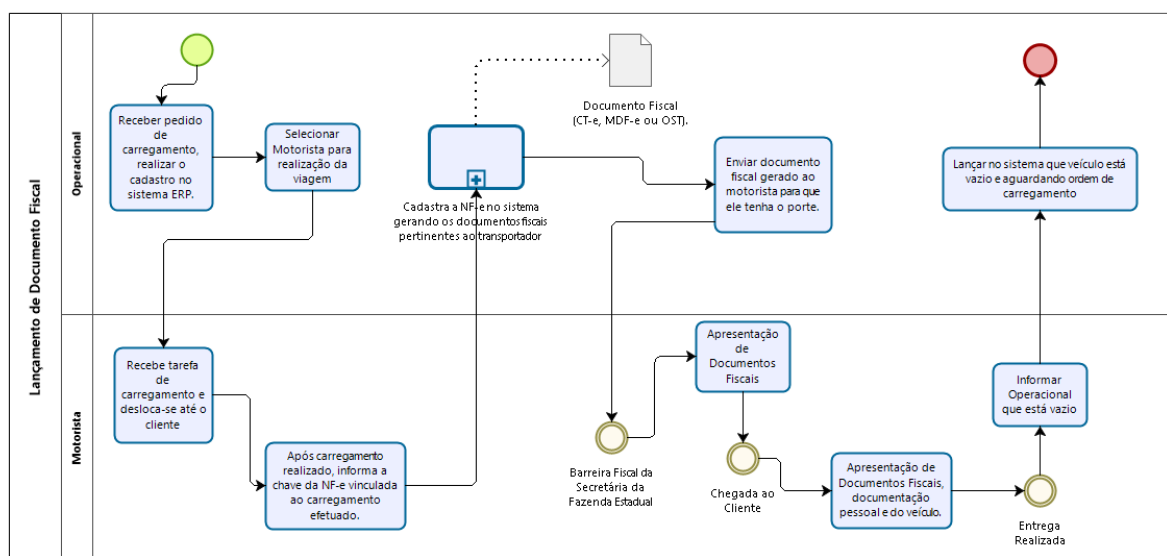 Lançamento de Documento Fiscal
Operacional
Receber pedido
de
carregamento,
realizar o
cadastro no
sistema ERP.
Selecionar
Motorista para
realização da
viagem
Cadastra a NF-e no sistema
gerando os documentos fiscais
pertinentes ao transportador
Documento Fiscal
(CT-e, MDF-e ou OST).
Enviar documento
fiscal gerado ao
motorista para que
ele tenha o porte.
Lançar no sistema que veículo está
vazio e aguardando ordem de
carregamento
Motorista
Recebe tarefa
de
carregamento e
desloca-se até o
cliente
Após carregamento
realizado, informa a
chave da NF-e vinculada
ao carregamento
efetuado.
Barreira Fiscal da
Secretária da
Fazenda Estadual
Apresentação
de
Documentos
Fiscais
Chegada ao
Cliente
Apresentação de
Documentos Fiscais,
documentação
pessoal e do veículo.
Entrega
Realizada
Informar
Operacional
que está vazio